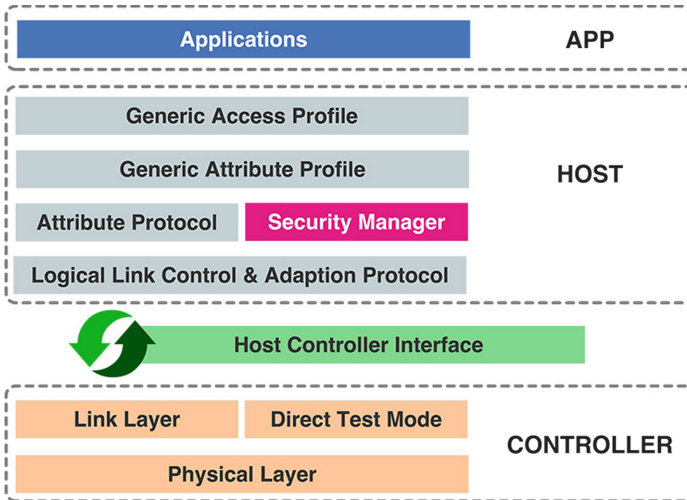 Applications
APP
Generic Access Profile
Generic Attribute Profile
HOST
Attribute Protocol
Security Manager
Logical Link Control & Adaption Protocol
Host Controller Interface
Link Layer
Direct Test Mode
CONTROLLER
Physical Layer